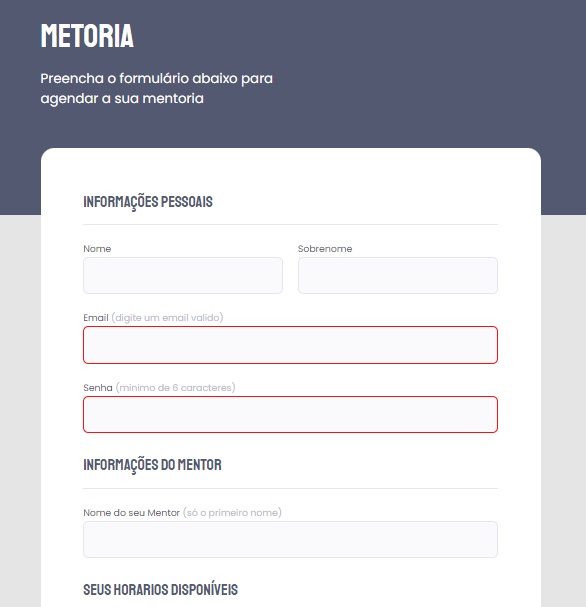 METORIA
Preencha o formulário abaixo para
agendar a sua mentoria
INFORMAÇÕES PESSOAIS
Nome Sobrenome
Email (digite um email valido)
Senha (minimo de 6 caracteres)
INFORMAÇÕES DO MENTOR
Nome do seu Mentor (só o primeiro nome)
SEUS HORARIOS DISPONÍVEIS